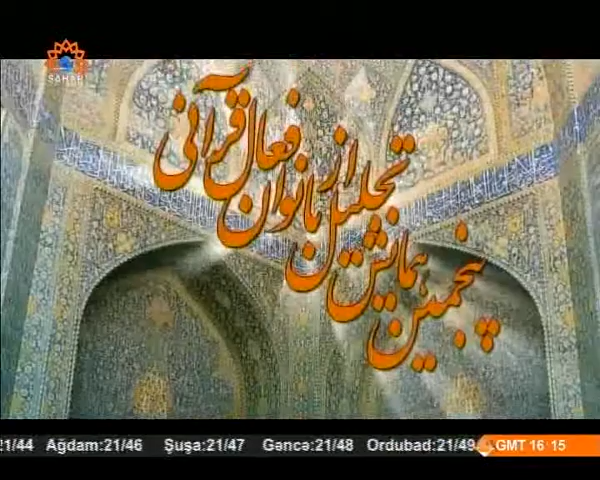 SAHAR
پنجمین همایش تجلیل از بانوان فعال قرآنی
21/44 Ağdam:21/46 Şuşa:21/47 Gəncə:21/48 Ordubad:21/49 GMT 16 15